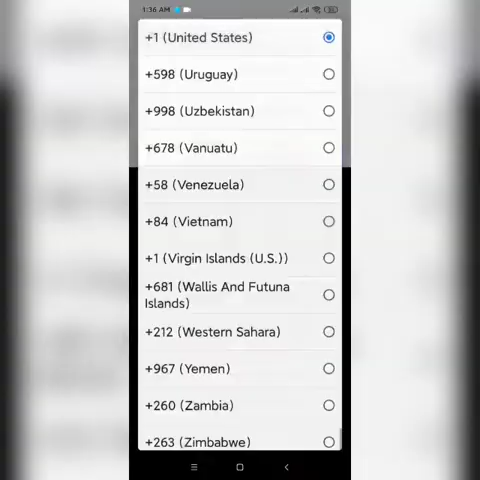 1:36 AM
+1 (United States)
+598 (Uruguay)
+998 (Uzbekistan)
+678 (Vanuatu)
+58 (Venezuela)
+84 (Vietnam)
+1 (Virgin Islands (U.S.))
+681 (Wallis And Futuna
Islands)
+212 (Western Sahara)
+967 (Yemen)
+260 (Zambia)
+263 (Zimbabwe)